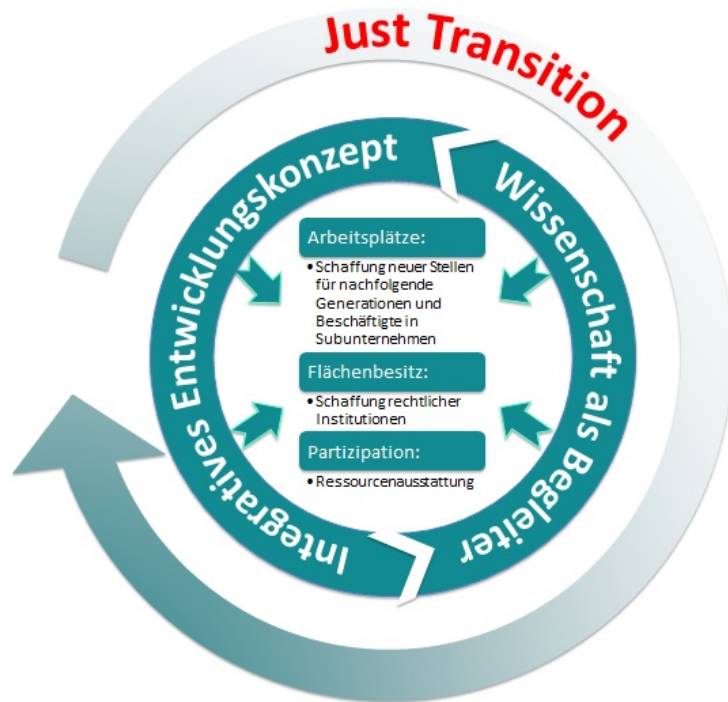 Just Transition
Integratives Entwicklungskonzept
Wissenschaft als Begleiter
Arbeitsplätze:
• Schaffung neuer Stellen
für nachfolgende
Generationen und
Beschäftigte in
Subunternehmen
Flächenbesitz:
• Schaffung rechtlicher
Institutionen
Partizipation:
• Ressourcenausstattung